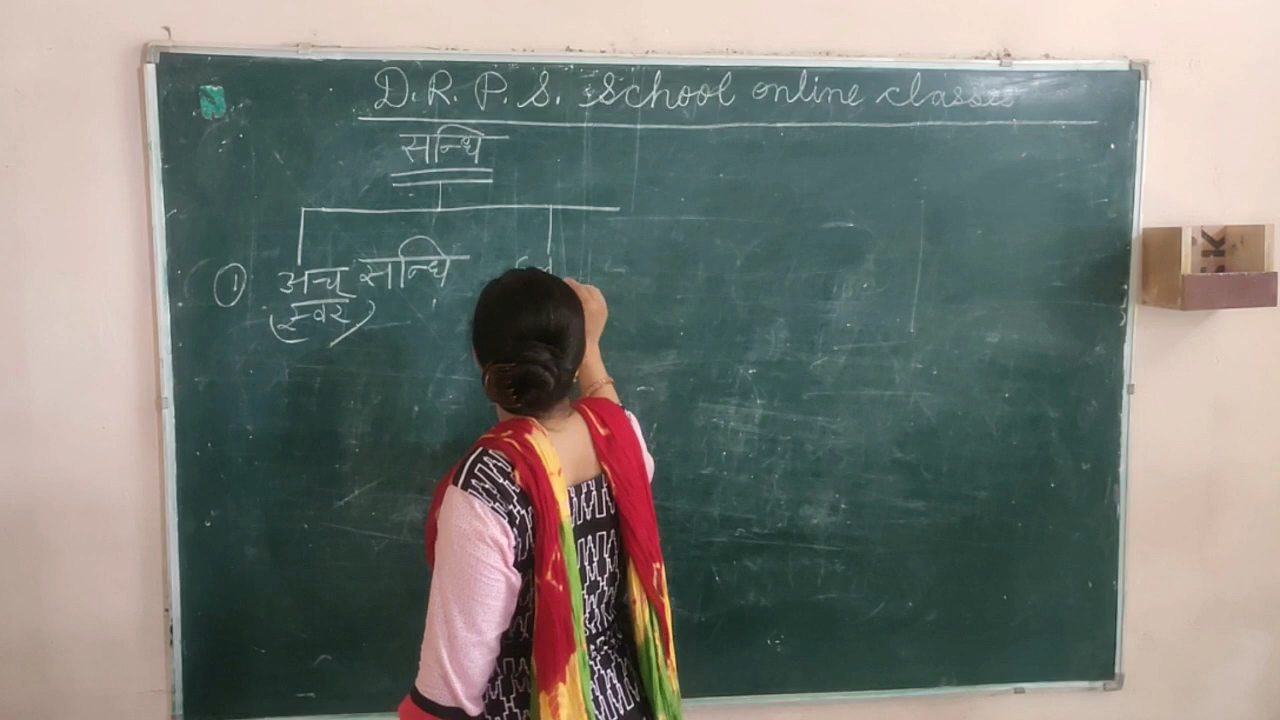 D. R. P. S. School online classes
सन्धि
① अच् सन्धि
(स्वर)